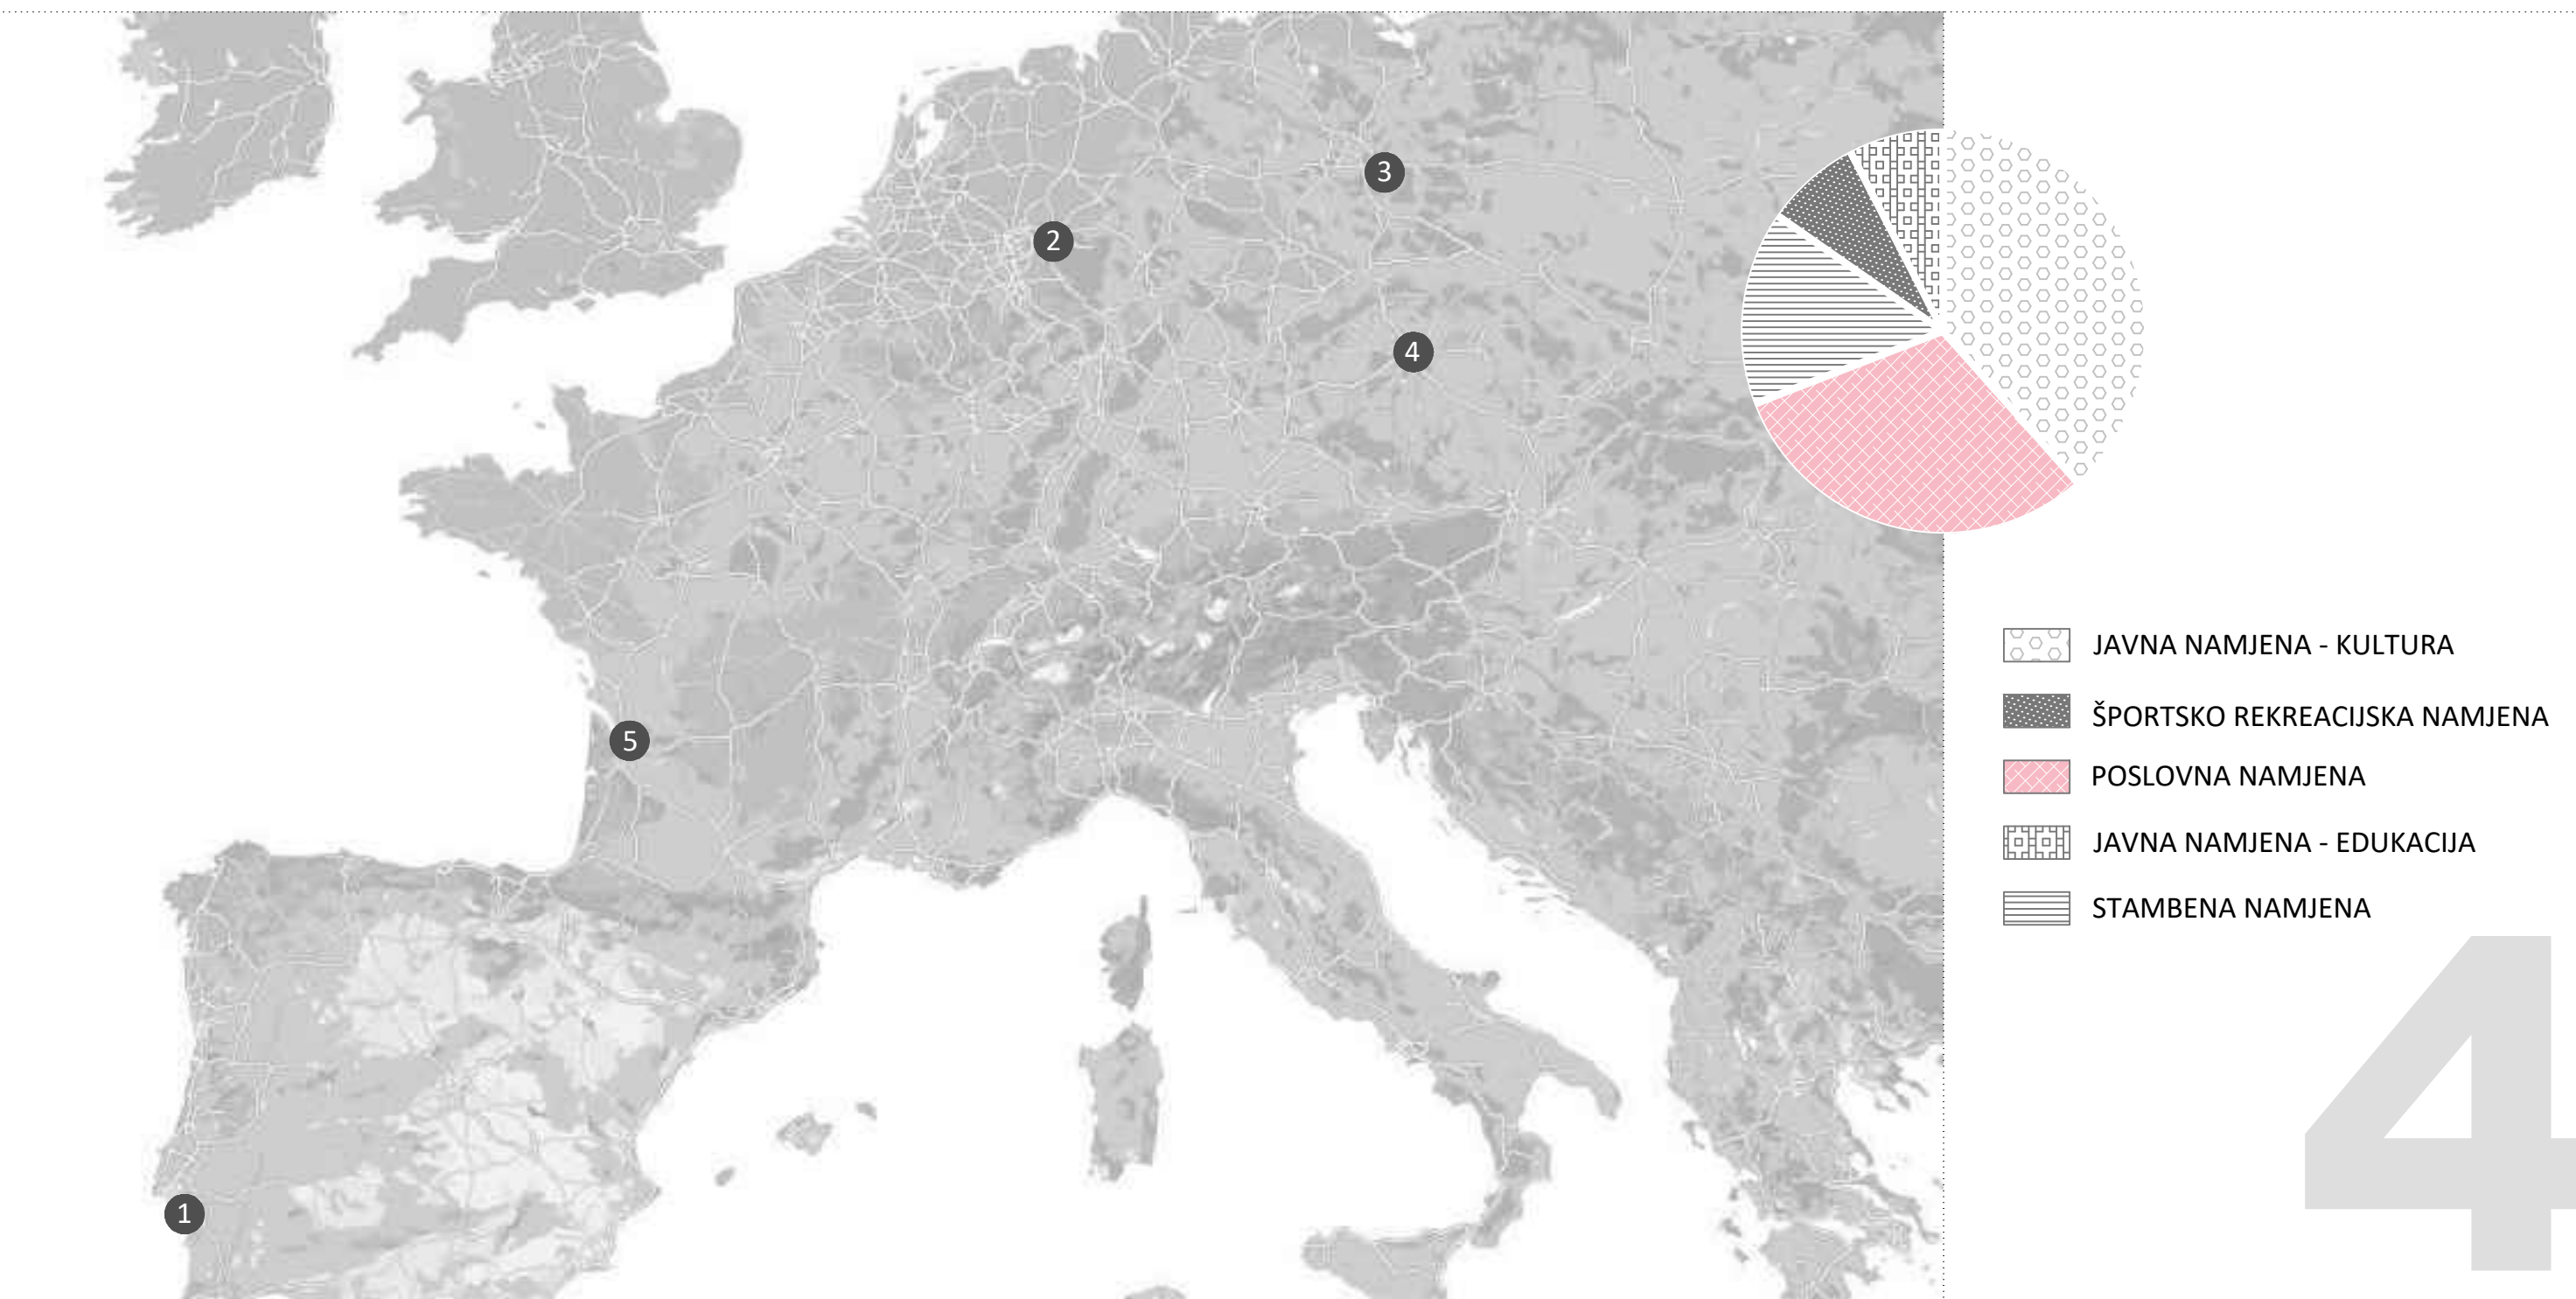 3
2
4
5
1
JAVNA NAMJENA - KULTURA
ŠPORTSKO REKREACIJSKA NAMJENA
POSLOVNA NAMJENA
JAVNA NAMJENA - EDUKACIJA
STAMBENA NAMJENA
4